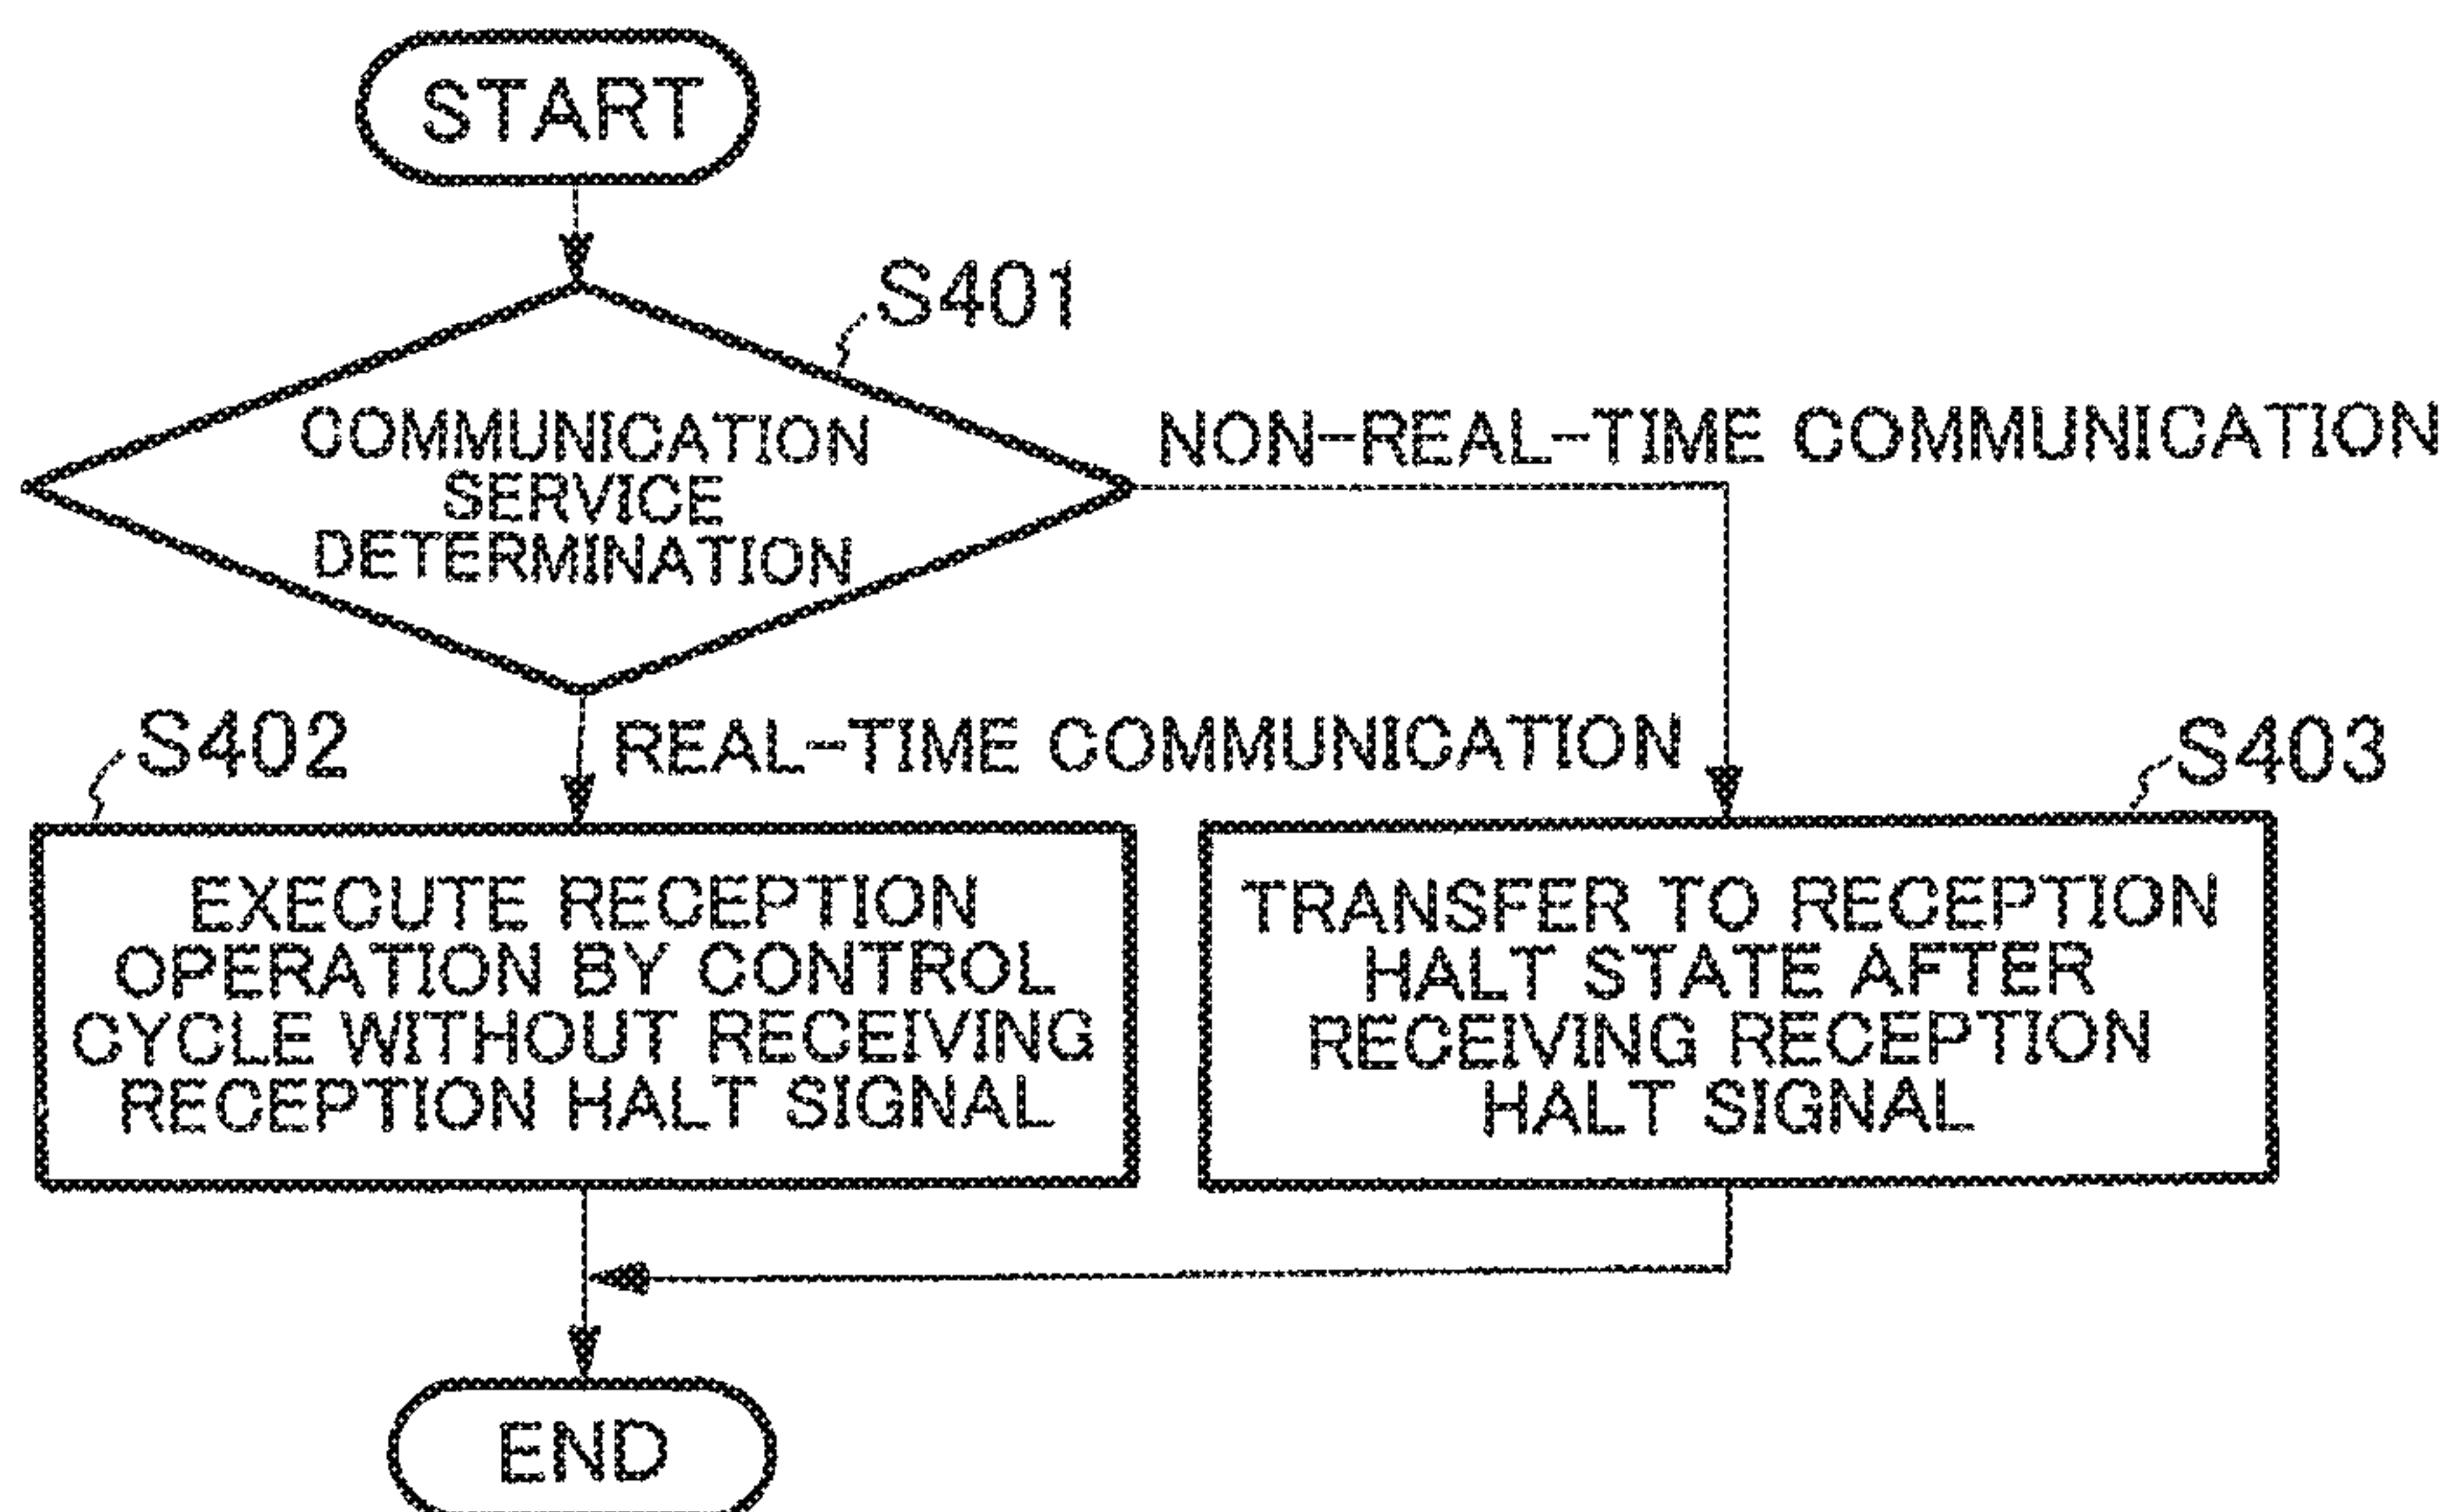 START
S401
COMMUNICATION
SERVICE
DETERMINATION
NON-REAL-TIME COMMUNICATION
REAL-TIME COMMUNICATION
S402
EXECUTE RECEPTION
OPERATION BY CONTROL
CYCLE WITHOUT RECEIVING
RECEPTION HALT SIGNAL
S403
TRANSFER TO RECEPTION
HALT STATE AFTER
RECEIVING RECEPTION
HALT SIGNAL
END